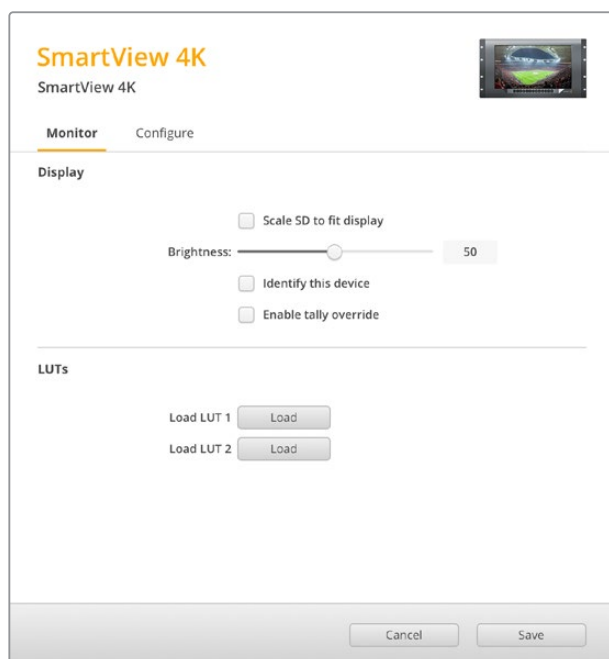 SmartView 4K
SmartView 4K
Monitor Configure
Display
Scale SD to fit display
Brightness: 50
Identify this device
Enable tally override
LUTs
Load LUT 1 Load
Load LUT 2 Load
Cancel Save